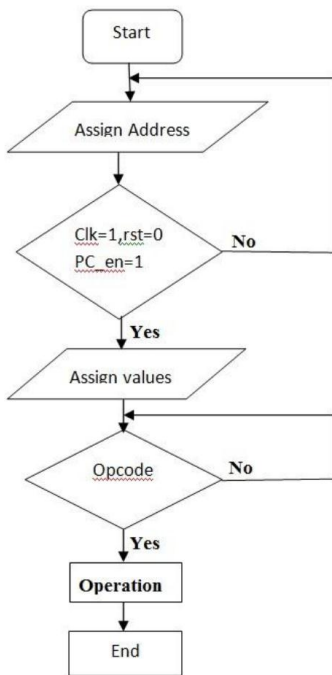 Start
Assign Address
Clk=1,rst=0
PC_en=1
No
Yes
Assign values
Opcode
No
Yes
Operation
End